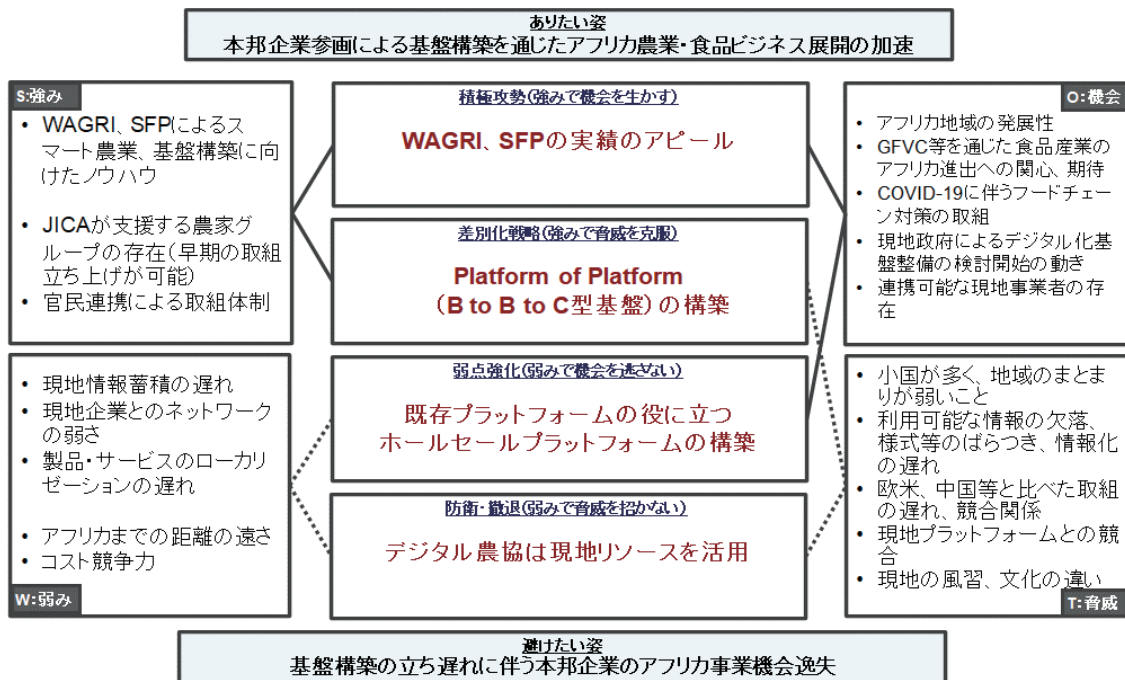 ありたい姿
本邦企業参画による基盤構築を通じたアフリカ農業・食品ビジネス展開の加速
S:強み
• WAGRI、SFPによるス
マート農業、基盤構築に向
けたノウハウ
• JICAが支援する農家グ
ループの存在(早期の取組
立ち上げが可能)
• 官民連携による取組体制
• 現地情報蓄積の遅れ
• 現地企業とのネットワーク
の弱さ
• 製品・サービスのローカリ
ゼーションの遅れ
• アフリカまでの距離の遠さ
• コスト競争力
W:弱み
積極攻勢(強みで機会を生かす)
WAGRI、SFPの実績のアピール
差別化戦略(強みで脅威を克服)
Platform of Platform
(B to B to C型基盤)の構築
弱点強化(弱みで機会を逃さない)
既存プラットフォームの役に立つ
ホールセールプラットフォームの構築
防衛・撤退(弱みで脅威を招かない)
デジタル農協は現地リソースを活用
O:機会
• アフリカ地域の発展性
• GFVC等を通じた食品産業の
アフリカ進出への関心、期待
• COVID-19に伴うフードチェー
ン対策の取組
• 現地政府によるデジタル化基
盤整備の検討開始の動き
• 連携可能な現地事業者の存
在
• 小国が多く、地域のまとま
りが弱いこと
• 利用可能な情報の欠落、
様式等のばらつき、情報化
の遅れ
• 欧米、中国等と比べた取組
の遅れ、競合関係
• 現地プラットフォームとの競
合
• 現地の風習、文化の違い
T:脅威
避けたい姿
基盤構築の立ち遅れに伴う本邦企業のアフリカ事業機会逸失